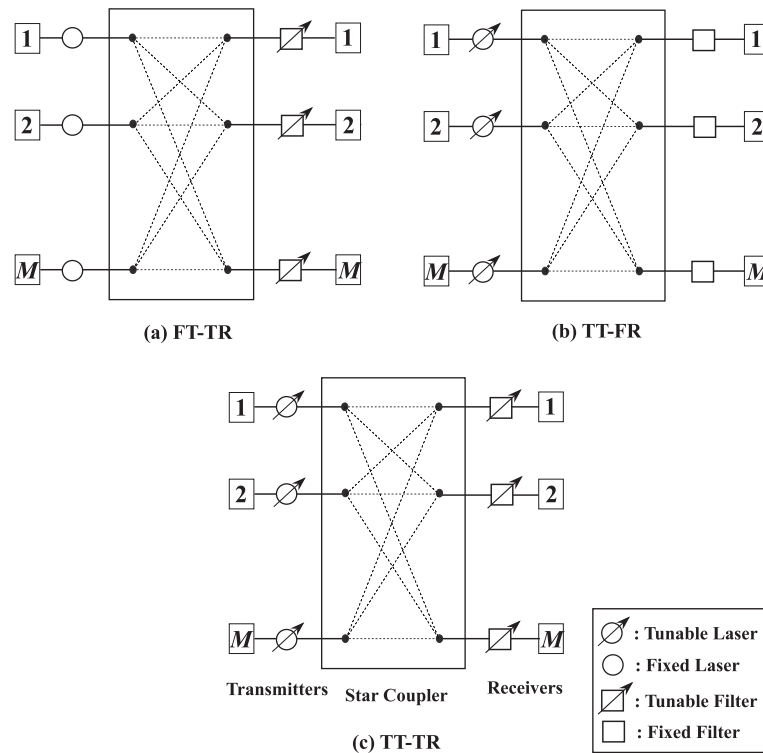 1 1 1 1
2 2 2 2
M M M M
(a) FT-TR
(b) TT-FR
1 1
2 2
M M
Transmitters Star Coupler Receivers
(c) TT-TR
: Tunable Laser
: Fixed Laser
: Tunable Filter
: Fixed Filter